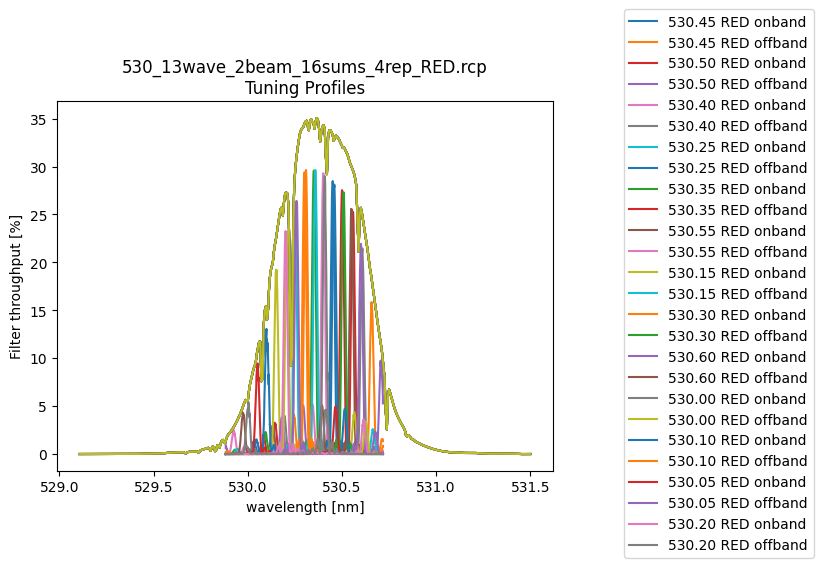 530_13wave_2beam_16sums_4rep_RED.rcp
Tuning Profiles
Filter throughput [%]
35
30
25
20
15
10
5
0
529.0 529.5 530.0 530.5 531.0 531.5
wavelength [nm]
530.45 RED onband
530.45 RED offband
530.50 RED onband
530.50 RED offband
530.40 RED onband
530.40 RED offband
530.25 RED onband
530.25 RED offband
530.35 RED onband
530.35 RED offband
530.55 RED onband
530.55 RED offband
530.15 RED onband
530.15 RED offband
530.30 RED onband
530.30 RED offband
530.60 RED onband
530.60 RED offband
530.00 RED onband
530.00 RED offband
530.10 RED onband
530.10 RED offband
530.05 RED onband
530.05 RED offband
530.20 RED onband
530.20 RED offband